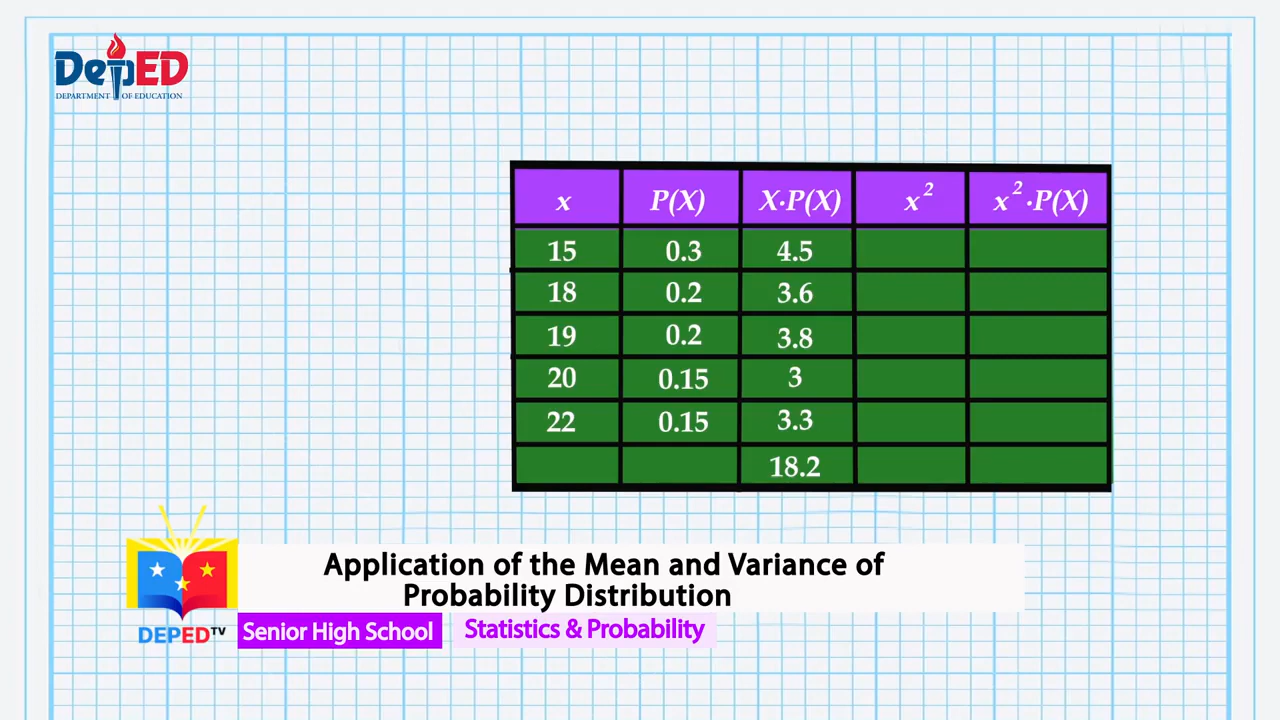 DepED
DEPARTMENT OF EDUCATION
x P(X) X·P(X) x² x²·P(X)
15 0.3 4.5
18 0.2 3.6
19 0.2 3.8
20 0.15 3
22 0.15 3.3
18.2
Application of the Mean and Variance of
Probability Distribution
DEPED TV
Senior High School Statistics & Probability